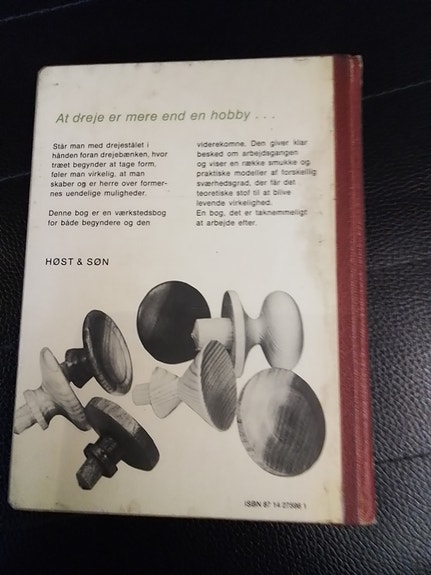 At dreje er mere end en hobby . . .
Står man med drejestålet i
hånden foran drejebænken, hvor
træet begynder at tage form,
føler man virkelig, at man
skaber og er herre over former-
nes uendelige muligheder.
Denne bog er en værkstedsbog
for både begyndere og den
viderekomne. Den giver klar
besked om arbejdsgangen
og viser en række smukke og
praktiske modeller af forskellig
sværhedsgrad, der får det
teoretiske stof til at blive
levende virkelighed.
En bog, det er taknemmeligt
at arbejde efter.
HØST & SØN
ISBN 87 14 27396 1